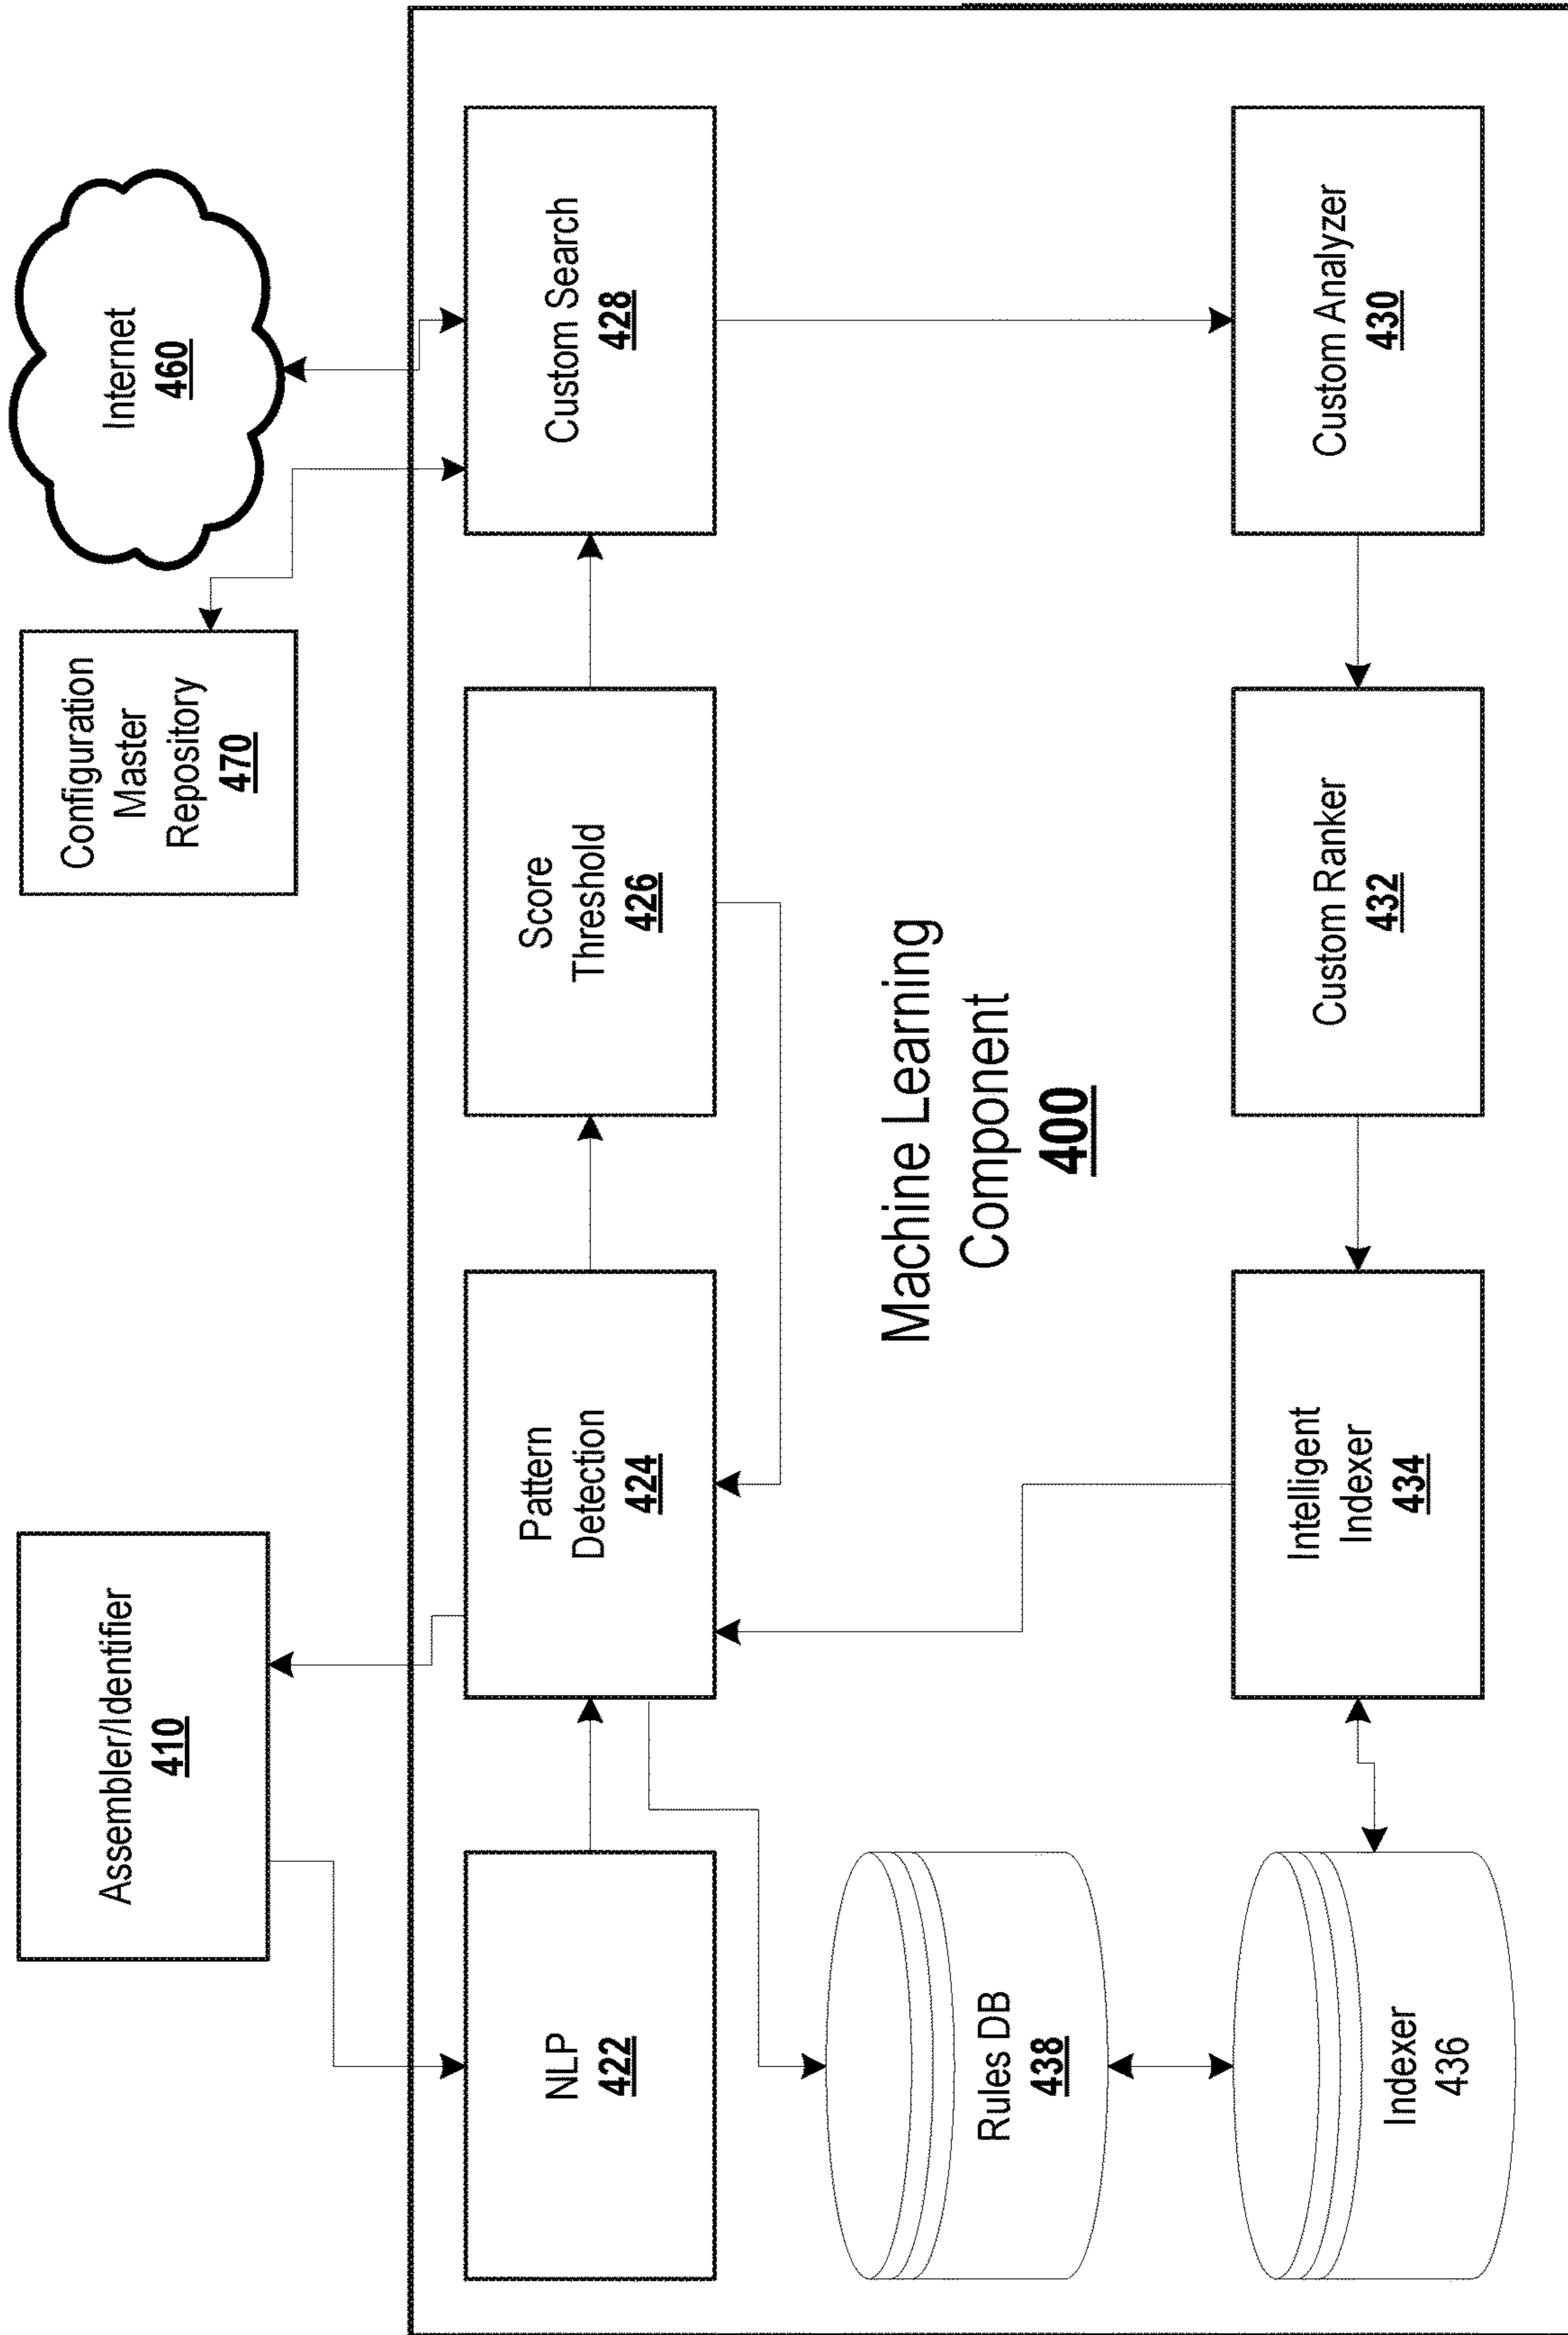 Assembler/Identifier
410
Configuration
Master
Repository
470
Internet
460
NLP
422
Pattern
Detection
424
Score
Threshold
426
Custom Search
428
Rules DB
438
Machine Learning
Component
400
Indexer
436
Intelligent
Indexer
434
Custom Ranker
432
Custom Analyzer
430